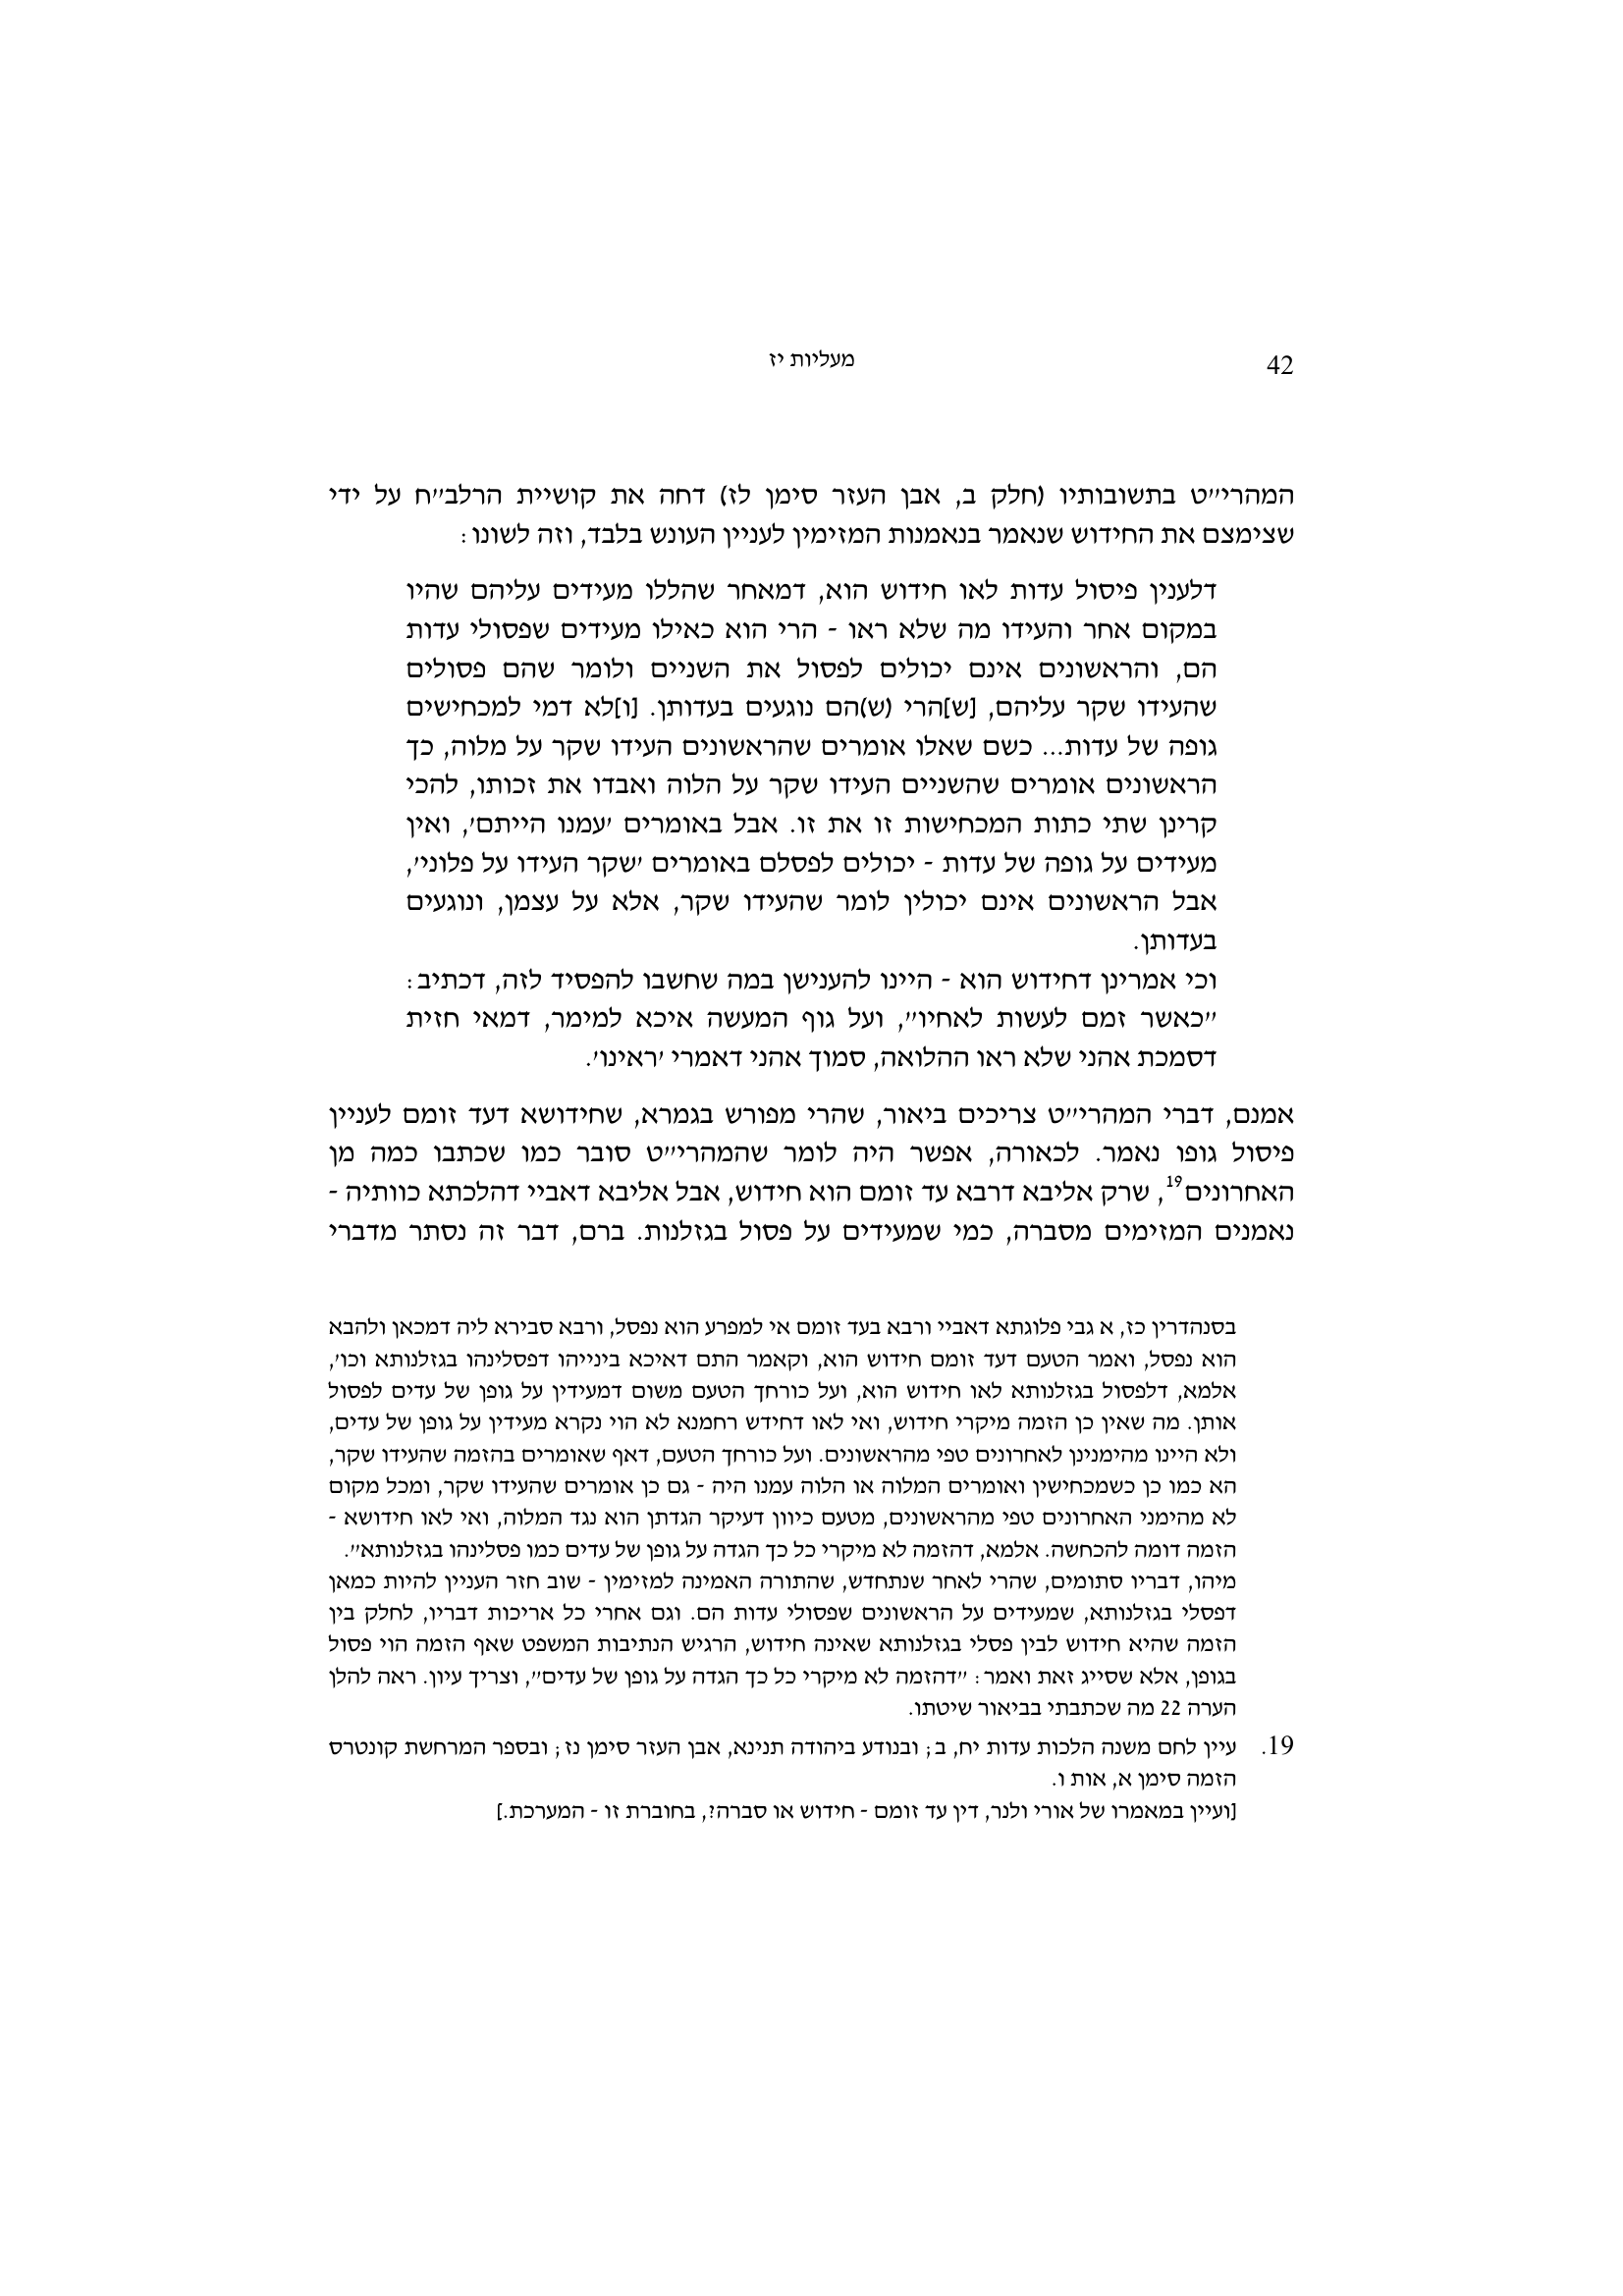 42
מעליות יז
המהרי״ט בתשובותיו (חלק ב, אבן העזר סימן לז) דחה את קושיית הרלב״ח על ידי
שצימצם את החידוש שנאמר בנאמנות המזימין לעניין העונש בלבד, וזה לשונו:
דלענין פיסול עדות לאו חידוש הוא, דמאחר שהללו מעידים עליהם שהיו
במקום אחר והעידו מה שלא ראו - הרי הוא כאילו מעידים שפסולי עדות
הם, והראשונים אינם יכולים לפסול את השניים ולומר שהם פסולים
שהעידו שקר עליהם, [ש]הרי (ש)הם נוגעים בעדותן. [ו]לא דמי למכחישים
גופה של עדות... כשם שאלו אומרים שהראשונים העידו שקר על מלוה, כך
הראשונים אומרים שהשניים העידו שקר על הלוה ואבדו את זכותו, להכי
קרינן שתי כתות המכחישות זו את זו. אבל באומרים ׳עמנו הייתם׳, ואין
מעידים על גופה של עדות - יכולים לפסלם באומרים ׳שקר העידו על פלוני׳,
אבל הראשונים אינם יכולין לומר שהעידו שקר, אלא על עצמן, ונוגעים
בעדותן.
וכי אמרינן דחידוש הוא - היינו להענישן במה שחשבו להפסיד לזה, דכתיב:
״כאשר זמם לעשות לאחיו״, ועל גוף המעשה איכא למימר, דמאי חזית
דסמכת אהני שלא ראו ההלואה, סמוך אהני דאמרי ׳ראינו׳.
אמנם, דברי המהרי״ט צריכים ביאור, שהרי מפורש בגמרא, שחידושא דעד זומם לעניין
פיסול גופו נאמר. לכאורה, אפשר היה לומר שהמהרי״ט סובר כמו שכתבו כמה מן
האחרונים19, שרק אליבא דרבא עד זומם הוא חידוש, אבל אליבא דאביי דהלכתא כוותיה -
נאמנים המזימים מסברה, כמי שמעידים על פסול בגזלנות. ברם, דבר זה נסתר מדברי
בסנהדרין כז, א גבי פלוגתא דאביי ורבא בעד זומם אי למפרע הוא נפסל, ורבא סבירא ליה דמכאן ולהבא
הוא נפסל, ואמר הטעם דעד זומם חידוש הוא, וקאמר התם דאיכא בינייהו דפסלינהו בגזלנותא וכו׳,
אלמא, דלפסול בגזלנותא לאו חידוש הוא, ועל כורחך הטעם משום דמעידין על גופן של עדים לפסול
אותן. מה שאין כן הזמה מיקרי חידוש, ואי לאו דחידש רחמנא לא הוי נקרא מעידין על גופן של עדים,
ולא היינו מהימנינן לאחרונים טפי מהראשונים. ועל כורחך הטעם, דאף שאומרים בהזמה שהעידו שקר,
הא כמו כן כשמכחישין ואומרים המלוה או הלוה עמנו היה - גם כן אומרים שהעידו שקר, ומכל מקום
לא מהימני האחרונים טפי מהראשונים, מטעם כיוון דעיקר הגדתן הוא נגד המלוה, ואי לאו חידושא -
הזמה דומה להכחשה. אלמא, דהזמה לא מיקרי כל כך הגדה על גופן של עדים כמו פסלינהו בגזלנותא״.
מיהו, דבריו סתומים, שהרי לאחר שנתחדש, שהתורה האמינה למזימין - שוב חזר העניין להיות כמאן
דפסלי בגזלנותא, שמעידים על הראשונים שפסולי עדות הם. וגם אחרי כל אריכות דבריו, לחלק בין
הזמה שהיא חידוש לבין פסלי בגזלנותא שאינה חידוש, הרגיש הנתיבות המשפט שאף הזמה הוי פסול
בגופן, אלא שסייג זאת ואמר: ״דהזמה לא מיקרי כל כך הגדה על גופן של עדים״, וצריך עיון. ראה להלן
הערה 22 מה שכתבתי בביאור שיטתו.
19. עיין לחם משנה הלכות עדות יח, ב; ובנודע ביהודה תנינא, אבן העזר סימן נז; ובספר המרחשת קונטרס
הזמה סימן א, אות ו.
[ועיין במאמרו של אורי ולנר, דין עד זומם - חידוש או סברה?, בחוברת זו - המערכת.]